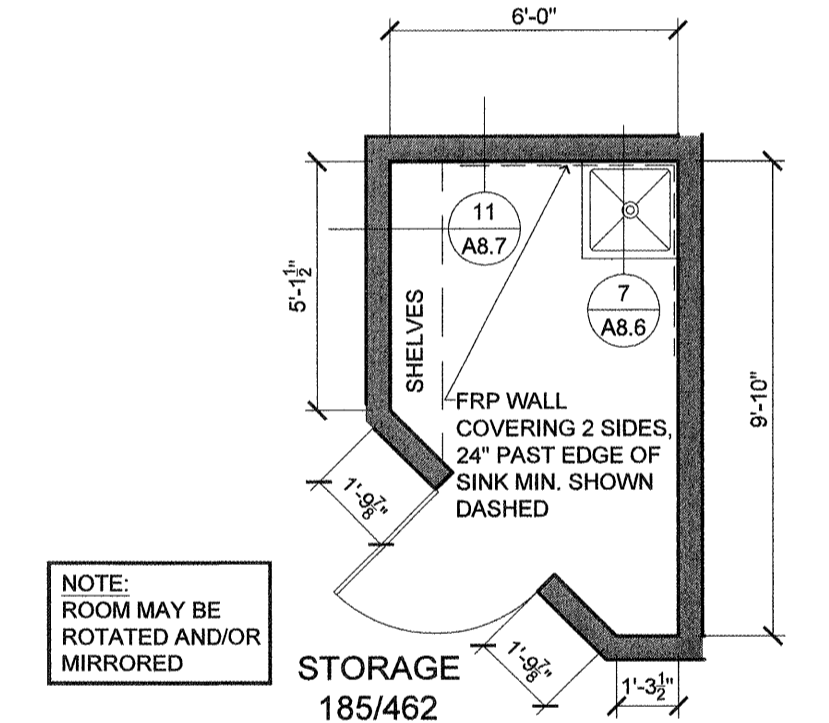 6'-0"
11
A8.7
7
A8.6
5'-1½"
SHELVES
9'-10"
FRP WALL
COVERING 2 SIDES,
24" PAST EDGE OF
SINK MIN. SHOWN
DASHED
1'-9⅞"
NOTE:
ROOM MAY BE
ROTATED AND/OR
MIRRORED
STORAGE
185/462
1'-9⅞"
1'-3½"